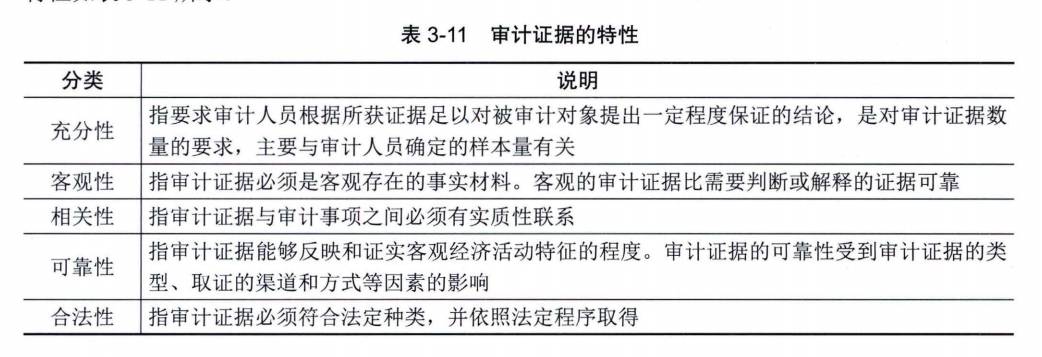 表 3-11 审计证据的特性
分类 说明
充分性 指要求审计人员根据所获证据足以对被审计对象提出一定程度保证的结论，是对审计证据数
量的要求，主要与审计人员确定的样本量有关
客观性 指审计证据必须是客观存在的事实材料。客观的审计证据比需要判断或解释的证据可靠
相关性 指审计证据与审计事项之间必须有实质性联系
可靠性 指审计证据能够反映和证实客观经济活动特征的程度。审计证据的可靠性受到审计证据的类
型、取证的渠道和方式等因素的影响
合法性 指审计证据必须符合法定种类，并依照法定程序取得